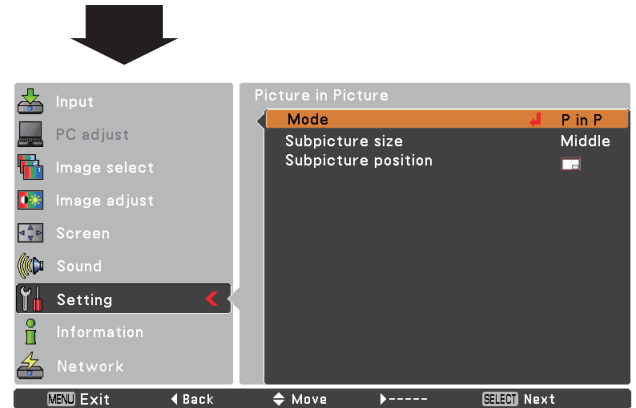 Input
PC adjust
Image select
Image adjust
Screen
Sound
Setting
Information
Network
Picture in Picture
Mode P in P
Subpicture size Middle
Subpicture position
MENU Exit ◀Back Move ▶----- SELECT Next